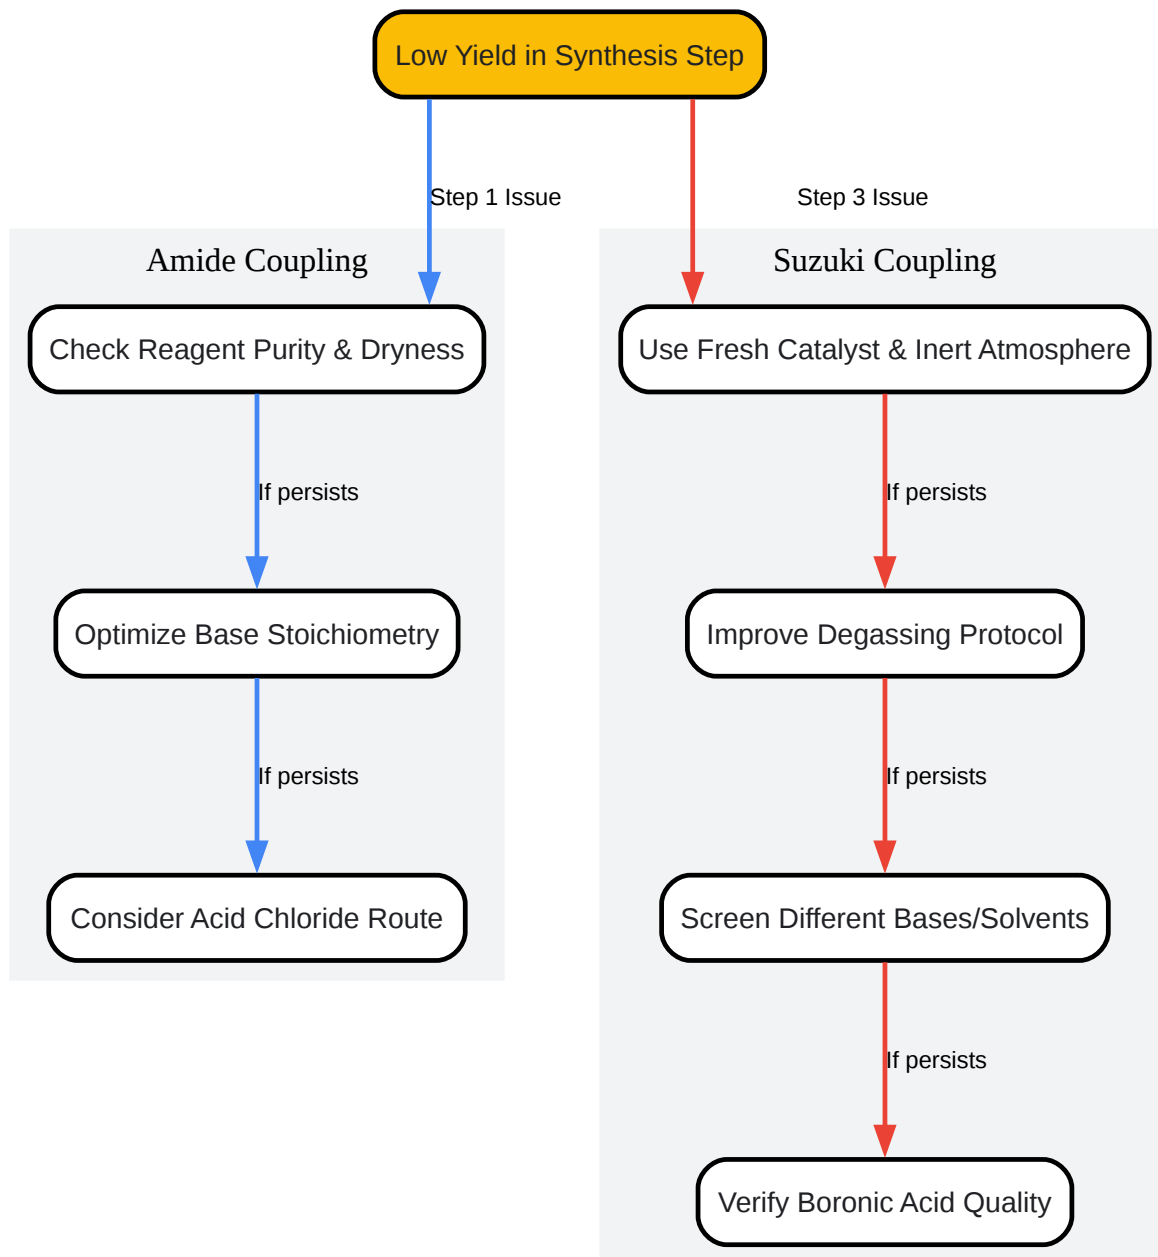 Low Yield in Synthesis Step
Step 1 Issue
Step 3 Issue
Amide Coupling
Suzuki Coupling
Check Reagent Purity & Dryness
Use Fresh Catalyst & Inert Atmosphere
If persists
If persists
Optimize Base Stoichiometry
Improve Degassing Protocol
If persists
If persists
Consider Acid Chloride Route
Screen Different Bases/Solvents
If persists
Verify Boronic Acid Quality